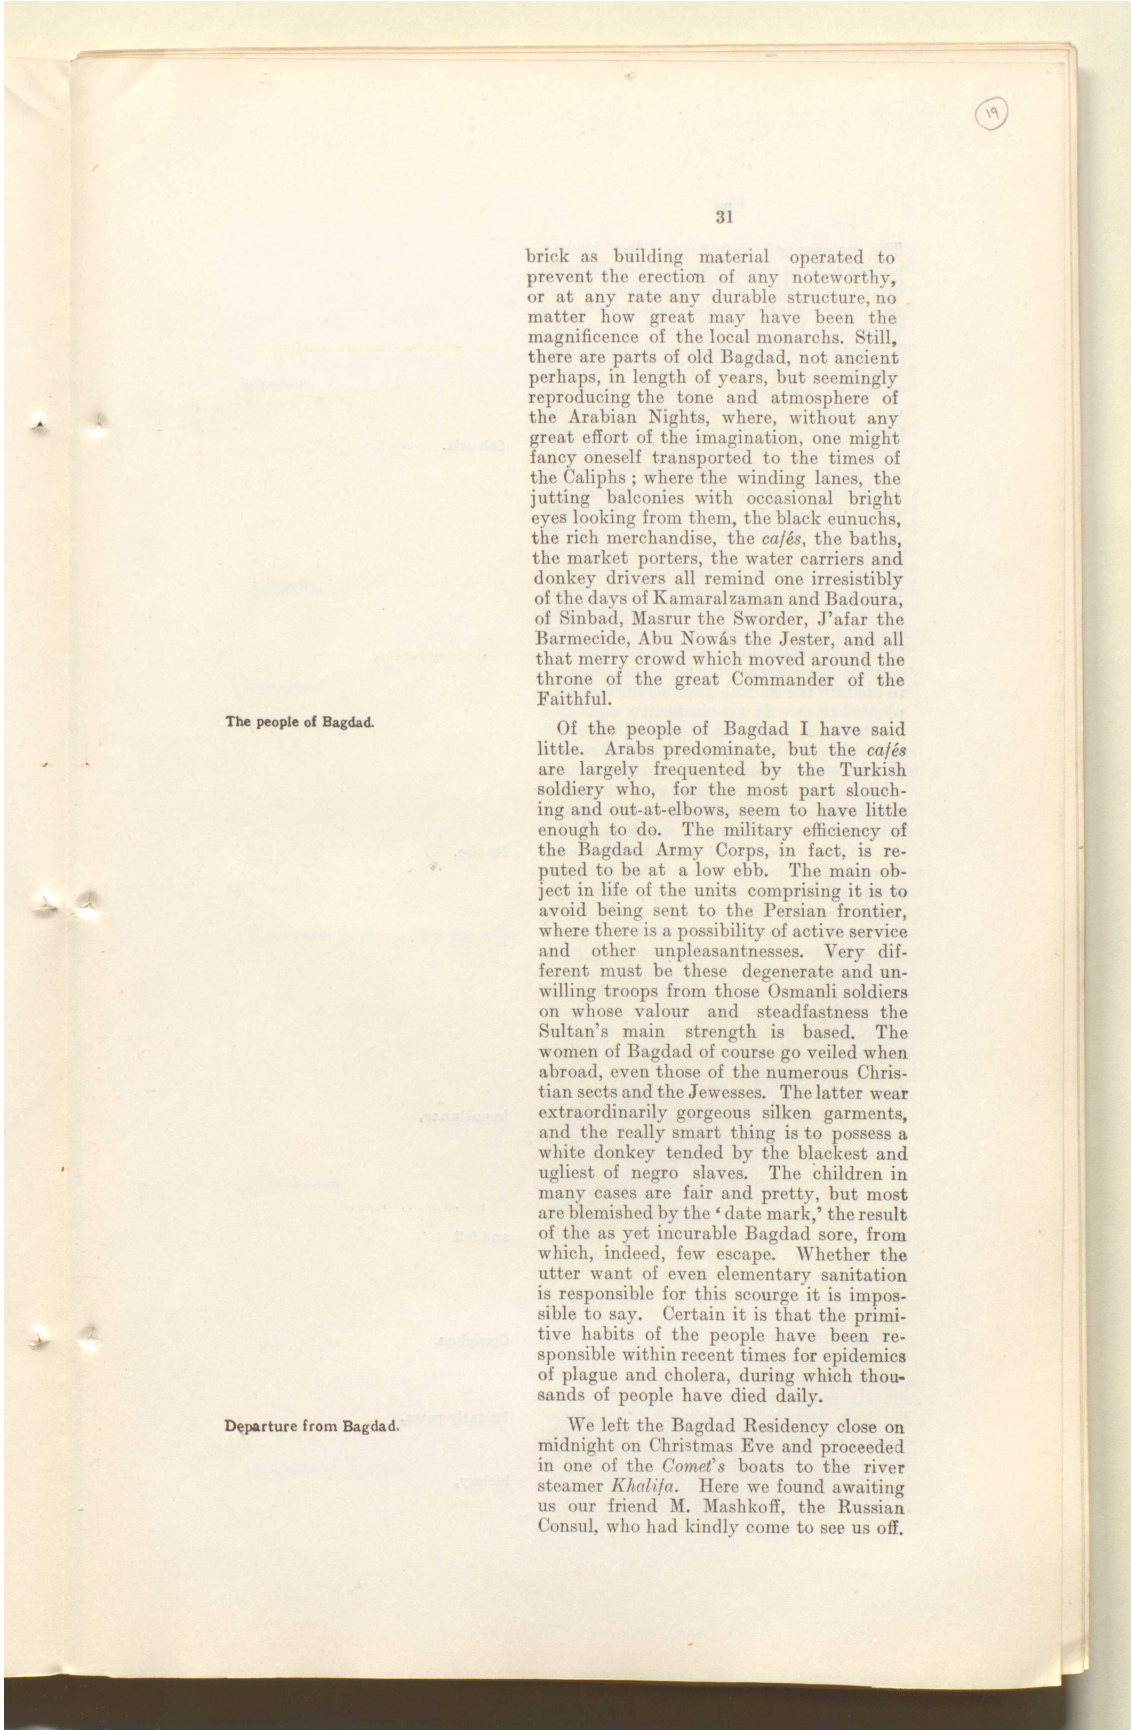 19
31
brick as building material operated to
prevent the erection of any noteworthy,
or at any rate any durable structure, no
matter how great may have been the
magnificence of the local monarchs. Still,
there are parts of old Bagdad, not ancient
perhaps, in length of years, but seemingly
reproducing the tone and atmosphere of
the Arabian Nights, where, without any
great effort of the imagination, one might
fancy oneself transported to the times of
the Caliphs ; where the winding lanes, the
jutting balconies with occasional bright
eyes looking from them, the black eunuchs,
the rich merchandise, the cafés, the baths,
the market porters, the water carriers and
donkey drivers all remind one irresistibly
of the days of Kamaralzaman and Badoura,
of Sinbad, Masrur the Sworder, J'afar the
Barmecide, Abu Nowás the Jester, and all
that merry crowd which moved around the
throne of the great Commander of the
Faithful.
The people of Bagdad.
Of the people of Bagdad I have said
little. Arabs predominate, but the cafés
are largely frequented by the Turkish
soldiery who, for the most part slouch-
ing and out-at-elbows, seem to have little
enough to do. The military efficiency of
the Bagdad Army Corps, in fact, is re-
puted to be at a low ebb. The main ob-
ject in life of the units comprising it is to
avoid being sent to the Persian frontier,
where there is a possibility of active service
and other unpleasantnesses. Very dif-
ferent must be these degenerate and un-
willing troops from those Osmanli soldiers
on whose valour and steadfastness the
Sultan's main strength is based. The
women of Bagdad of course go veiled when
abroad, even those of the numerous Chris-
tian sects and the Jewesses. The latter wear
extraordinarily gorgeous silken garments,
and the really smart thing is to possess a
white donkey tended by the blackest and
ugliest of negro slaves. The children in
many cases are fair and pretty, but most
are blemished by the ‘ date mark,’ the result
of the as yet incurable Bagdad sore, from
which, indeed, few escape. Whether the
utter want of even elementary sanitation
is responsible for this scourge it is impos-
sible to say. Certain it is that the primi-
tive habits of the people have been re-
sponsible within recent times for epidemics
of plague and cholera, during which thou-
sands of people have died daily.
Departure from Bagdad.
We left the Bagdad Residency close on
midnight on Christmas Eve and proceeded
in one of the Comet's boats to the river
steamer Khalifa. Here we found awaiting
us our friend M. Mashkoff, the Russian
Consul, who had kindly come to see us off.